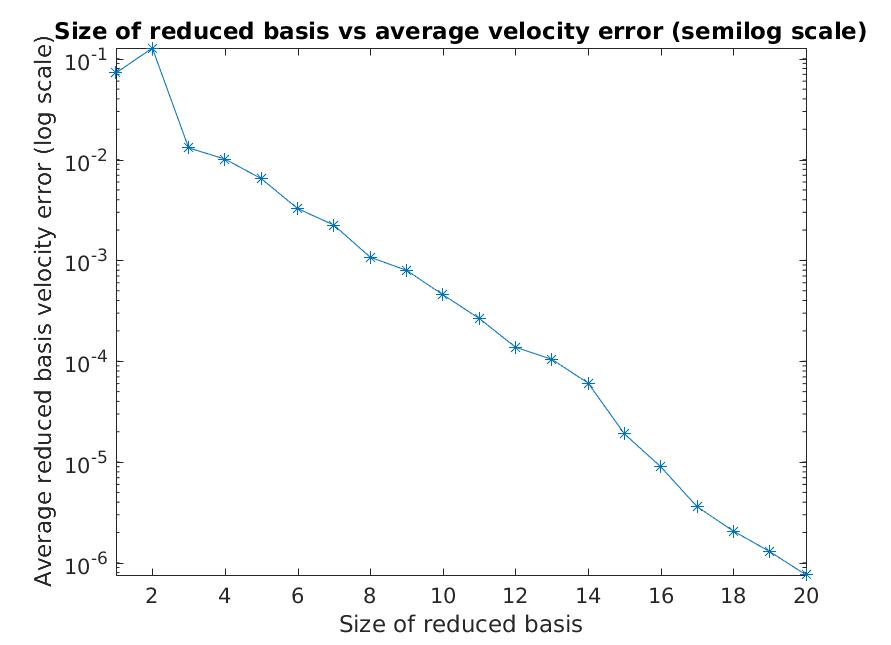 Size of reduced basis vs average velocity error (semilog scale)
Average reduced basis velocity error (log scale)
10^-1
10^-2
10^-3
10^-4
10^-5
10^-6
2 4 6 8 10 12 14 16 18 20
Size of reduced basis